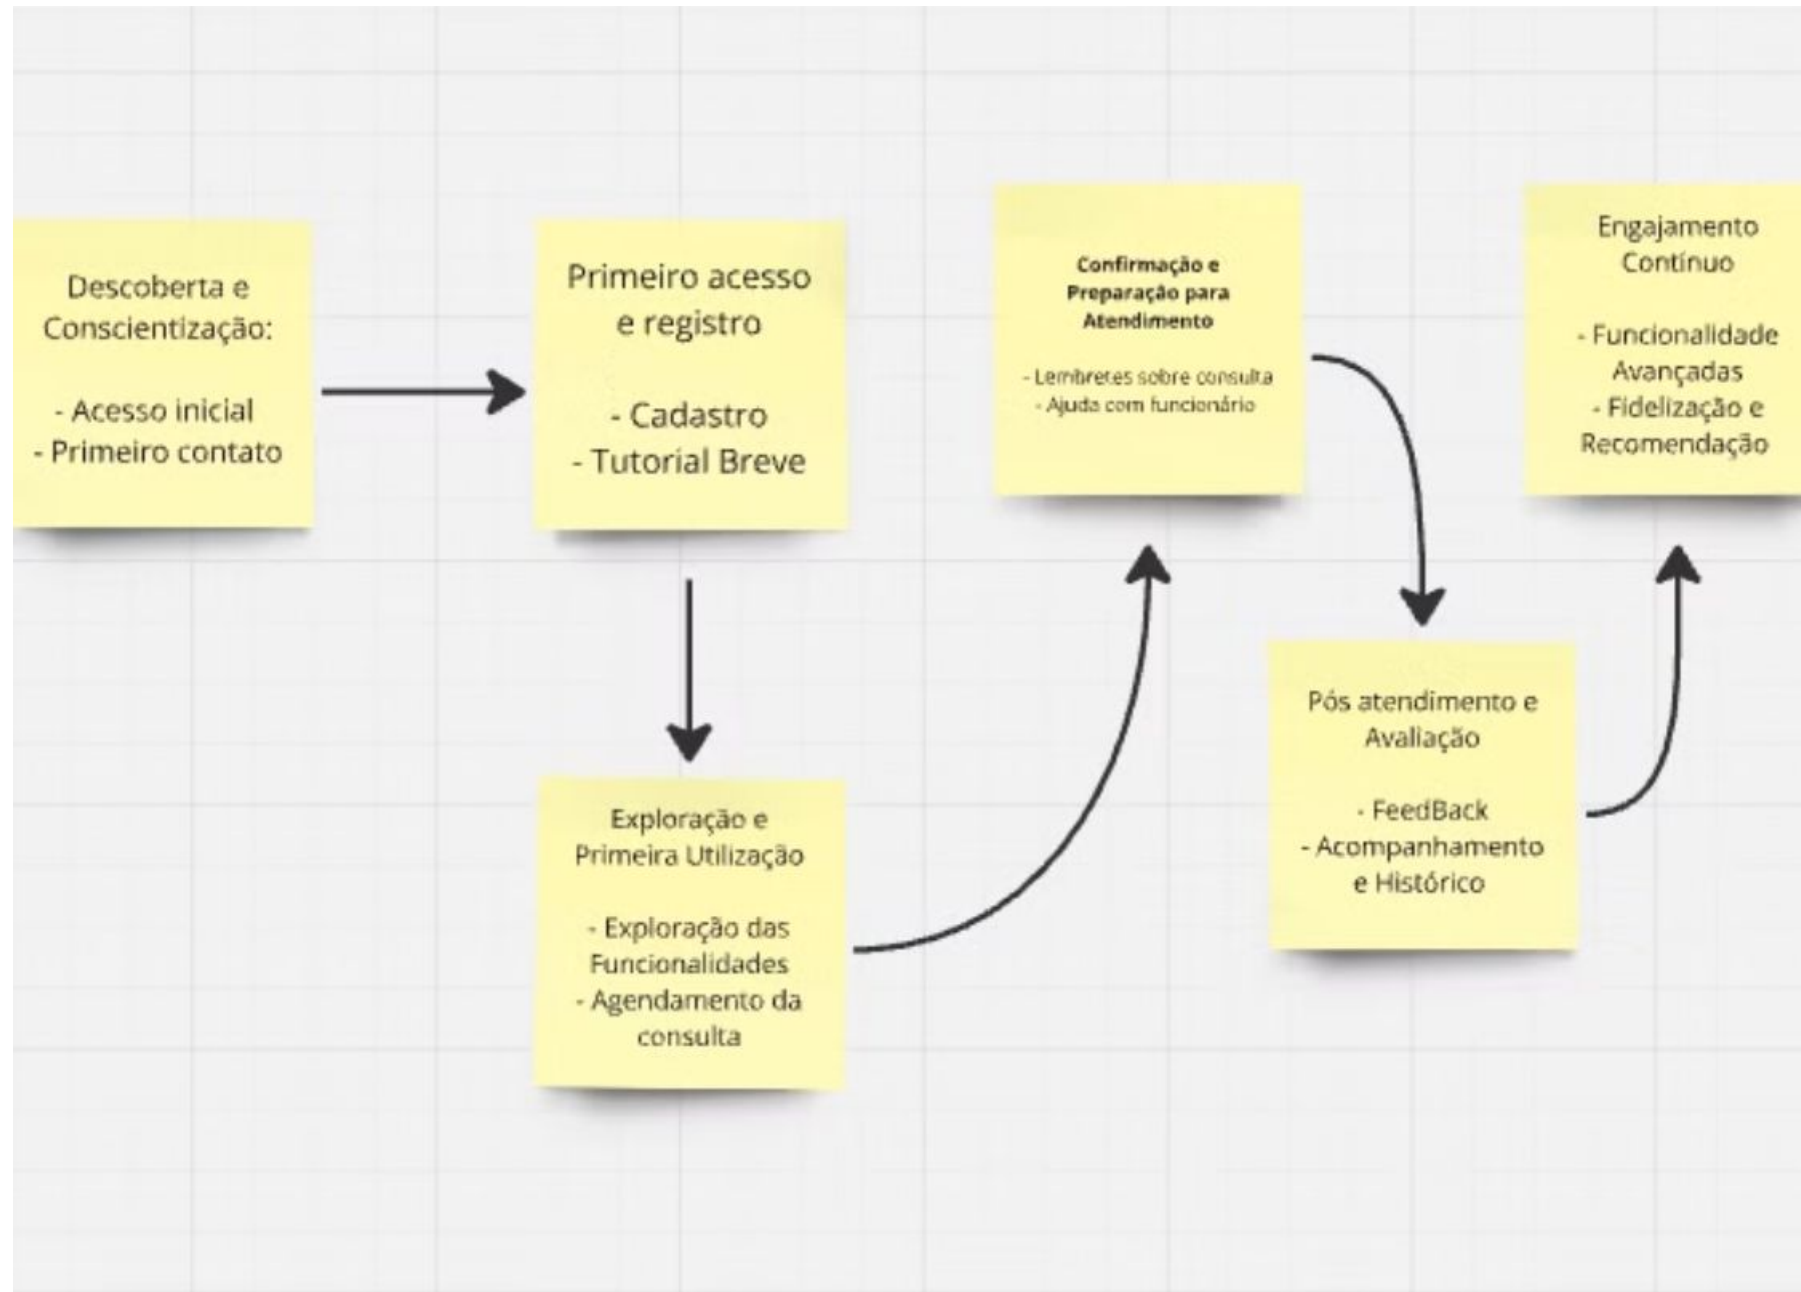 Descoberta e
Conscientização:
- Acesso inicial
- Primeiro contato
Primeiro acesso
e registro
- Cadastro
- Tutorial Breve
Exploração e
Primeira Utilização
- Exploração das
Funcionalidades
- Agendamento da
consulta
Confirmação e
Preparação para
Atendimento
- Lembretes sobre consulta
- Ajuda com funcionário
Pós atendimento e
Avaliação
- FeedBack
- Acompanhamento
e Histórico
Engajamento
Contínuo
- Funcionalidade
Avançadas
- Fidelização e
Recomendação